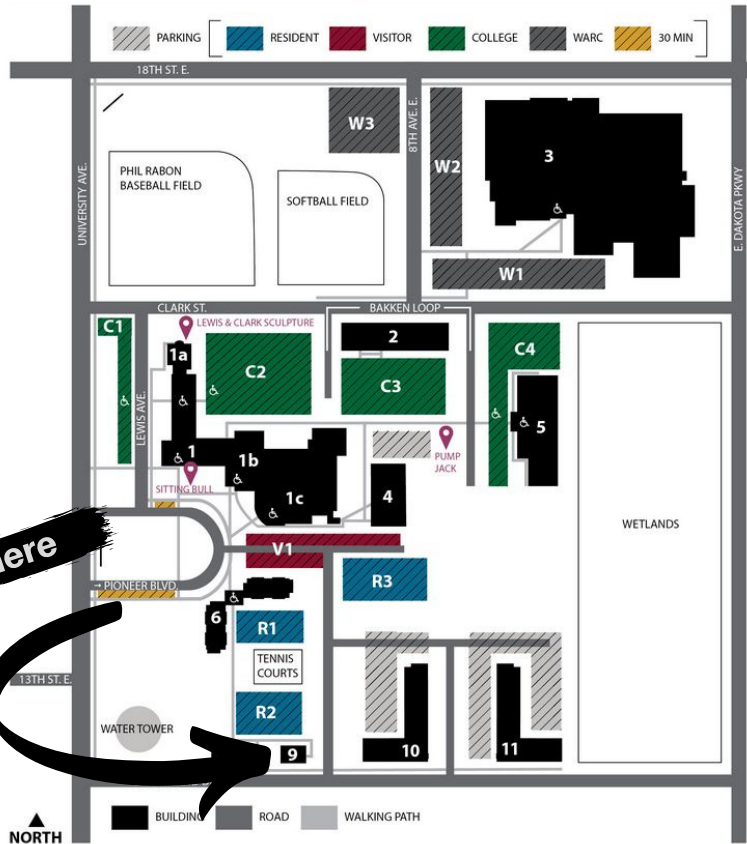 PARKING
RESIDENT
VISITOR
COLLEGE
WARC
30 MIN
18TH ST. E.
UNIVERSITY AVE.
8TH AVE. E.
E. DAKOTA PKWY
W3
W2
3
PHIL RABON
BASEBALL FIELD
SOFTBALL FIELD
W1
CLARK ST.
BAKKEN LOOP
C1
LEWIS & CLARK SCULPTURE
2
1a
C2
C3
C4
LEWIS AVE.
5
1
1b
PUMP
JACK
SITTING BULL
1c
4
WETLANDS
V1
→ PIONEER BLVD.
R3
6
R1
TENNIS
COURTS
13TH ST. E.
R2
WATER TOWER
9
10
11
BUILDING
ROAD
WALKING PATH
NORTH